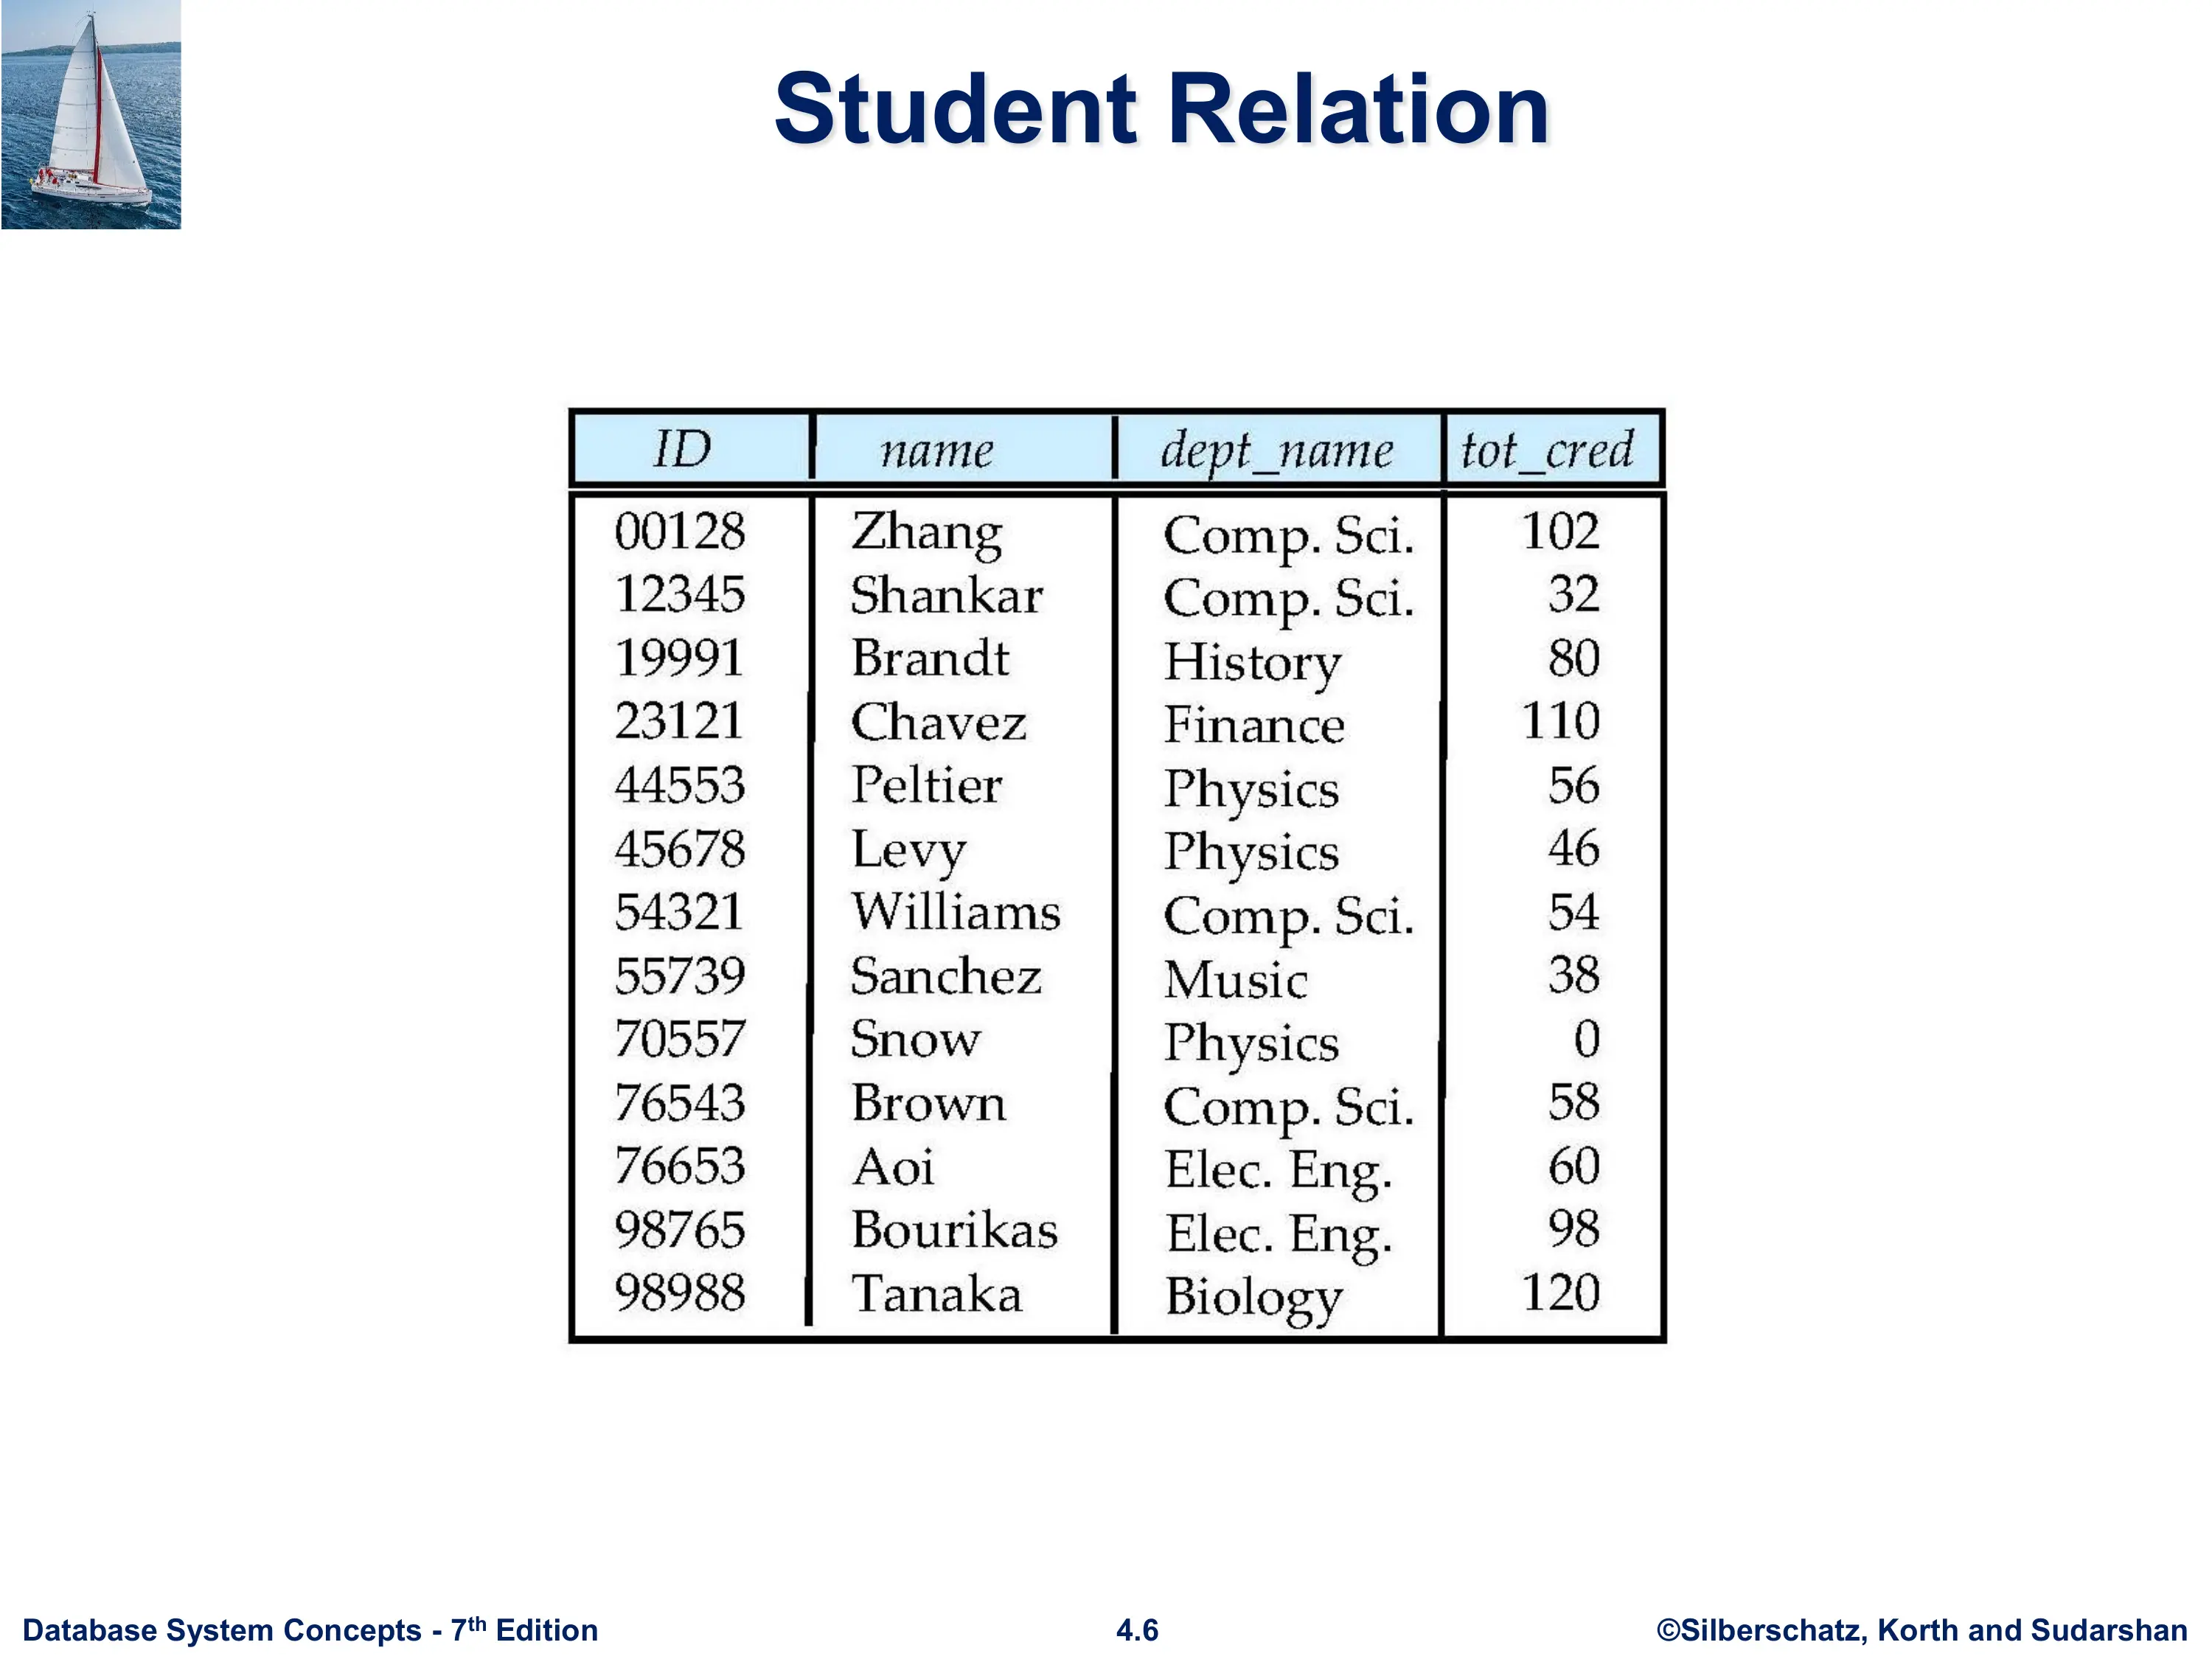 Student Relation
ID name dept_name tot_cred
00128 Zhang Comp. Sci. 102
12345 Shankar Comp. Sci. 32
19991 Brandt History 80
23121 Chavez Finance 110
44553 Peltier Physics 56
45678 Levy Physics 46
54321 Williams Comp. Sci. 54
55739 Sanchez Music 38
70557 Snow Physics 0
76543 Brown Comp. Sci. 58
76653 Aoi Elec. Eng. 60
98765 Bourikas Elec. Eng. 98
98988 Tanaka Biology 120
Database System Concepts - 7th Edition 4.6 ©Silberschatz, Korth and Sudarshan